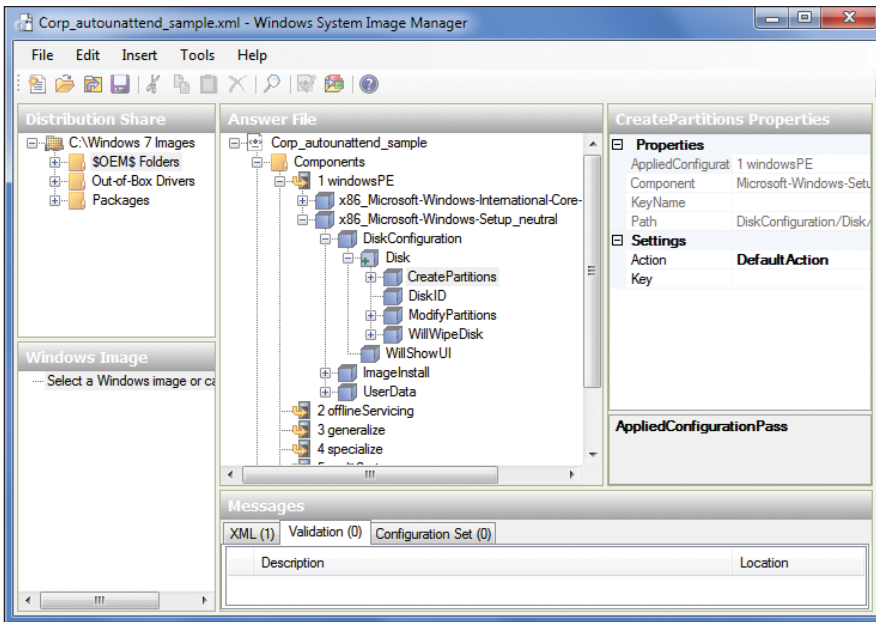 Corp_autounattend_sample.xml - Windows System Image Manager
File Edit Insert Tools Help
Distribution Share
C:\Windows 7 Images
$OEM$ Folders
Out-of-Box Drivers
Packages
Windows Image
Select a Windows image or ca
Answer File
Corp_autounattend_sample
Components
1 windowsPE
x86_Microsoft-Windows-International-Core-
x86_Microsoft-Windows-Setup_neutral
DiskConfiguration
Disk
CreatePartitions
DiskID
ModifyPartitions
WillWipeDisk
WillShowUI
ImageInstall
UserData
2 offlineServicing
3 generalize
4 specialize
CreatePartitions Properties
Properties
AppliedConfigurat 1 windowsPE
Component Microsoft-Windows-Setu
KeyName
Path DiskConfiguration/Disk/
Settings
Action DefaultAction
Key
AppliedConfigurationPass
Messages
XML (1) Validation (0) Configuration Set (0)
Description Location